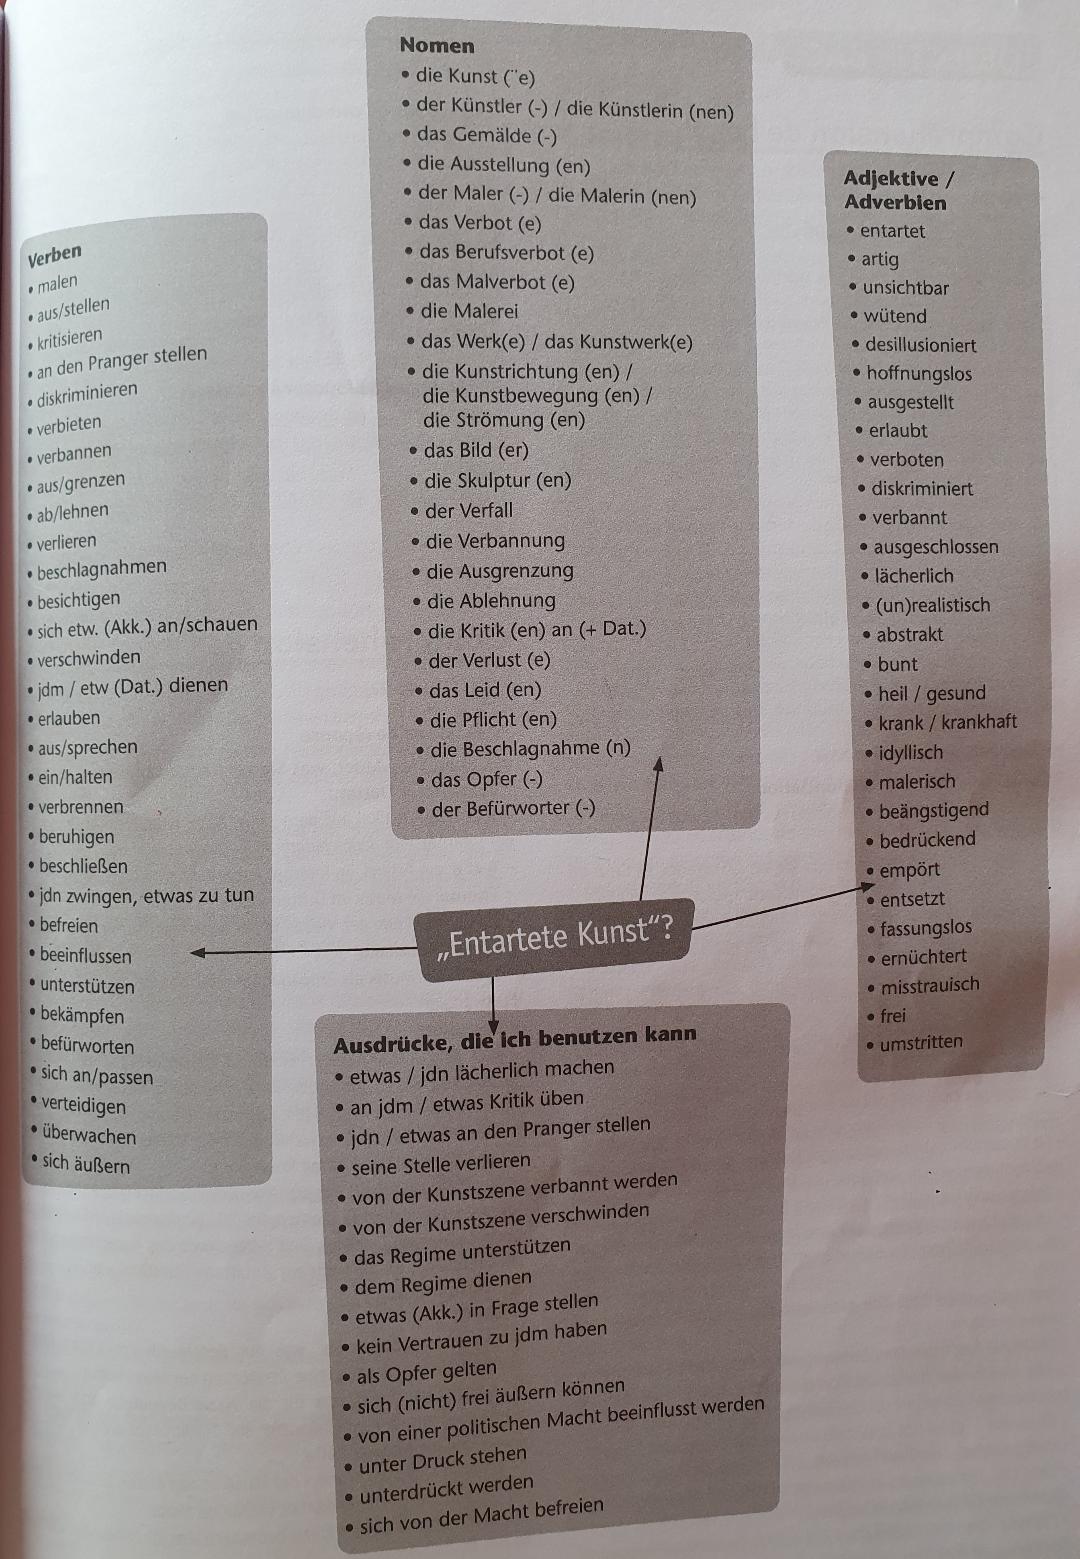 Nomen
• die Kunst (¨e)
• der Künstler (-) / die Künstlerin (nen)
• das Gemälde (-)
• die Ausstellung (en)
• der Maler (-) / die Malerin (nen)
• das Verbot (e)
• das Berufsverbot (e)
• das Malverbot (e)
• die Malerei
• das Werk(e) / das Kunstwerk(e)
• die Kunstrichtung (en) /
die Kunstbewegung (en) /
die Strömung (en)
• das Bild (er)
• die Skulptur (en)
• der Verfall
• die Verbannung
• die Ausgrenzung
• die Ablehnung
• die Kritik (en) an (+ Dat.)
• der Verlust (e)
• das Leid (en)
• die Pflicht (en)
• die Beschlagnahme (n)
• das Opfer (-)
• der Befürworter (-)
Verben
• malen
• aus/stellen
• kritisieren
• an den Pranger stellen
• diskriminieren
• verbieten
• verbannen
• aus/grenzen
• ab/lehnen
• verlieren
• beschlagnahmen
• besichtigen
• sich etw. (Akk.) an/schauen
• verschwinden
• jdm / etw (Dat.) dienen
• erlauben
• aus/sprechen
• ein/halten
• verbrennen
• beruhigen
• beschließen
• jdn zwingen, etwas zu tun
• befreien
• beeinflussen
• unterstützen
• bekämpfen
• befürworten
• sich an/passen
• verteidigen
• überwachen
• sich äußern
Adjektive /
Adverbien
• entartet
• artig
• unsichtbar
• wütend
• desillusioniert
• hoffnungslos
• ausgestellt
• erlaubt
• verboten
• diskriminiert
• verbannt
• ausgeschlossen
• lächerlich
• (un)realistisch
• abstrakt
• bunt
• heil / gesund
• krank / krankhaft
• idyllisch
• malerisch
• beängstigend
• bedrückend
• empört
• entsetzt
• fassungslos
• ernüchtert
• misstrauisch
• frei
• umstritten
„Entartete Kunst“?
Ausdrücke, die ich benutzen kann
• etwas / jdn lächerlich machen
• an jdm / etwas Kritik üben
• jdn / etwas an den Pranger stellen
• seine Stelle verlieren
• von der Kunstszene verbannt werden
• von der Kunstszene verschwinden
• das Regime unterstützen
• dem Regime dienen
• etwas (Akk.) in Frage stellen
• kein Vertrauen zu jdm haben
• als Opfer gelten
• sich (nicht) frei äußern können
• von einer politischen Macht beeinflusst werden
• unter Druck stehen
• unterdrückt werden
• sich von der Macht befreien